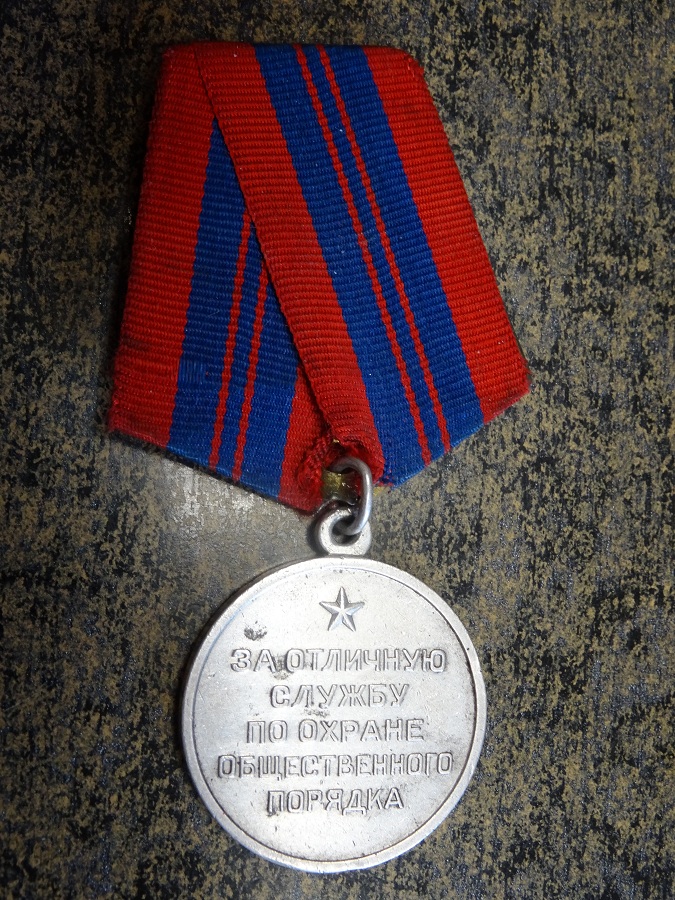 ЗА ОТЛИЧНУЮ
СЛУЖБУ
ПО ОХРАНЕ
ОБЩЕСТВЕННОГО
ПОРЯДКА